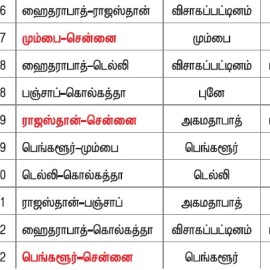 6 ஹைதராபாத்–ராஜஸ்தான் விசாகப்பட்டினம்
7 மும்பை–சென்னை மும்பை
8 ஹைதராபாத்–டெல்லி விசாகப்பட்டினம்
8 பஞ்சாப்–கொல்கத்தா புனே
9 ராஜஸ்தான்–சென்னை அகமதாபாத்
9 பெங்களூர்–மும்பை பெங்களூர்
0 டெல்லி–கொல்கத்தா டெல்லி
1 ராஜஸ்தான்–பஞ்சாப் அகமதாபாத்
2 ஹைதராபாத்–கொல்கத்தா விசாகப்பட்டினம்
2 பெங்களூர்–சென்னை பெங்களூர்